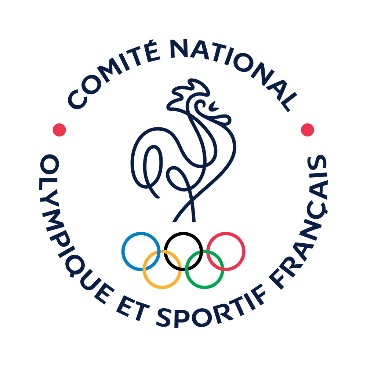 COMITÉ NATIONAL
OLYMPIQUE ET SPORTIF FRANÇAIS